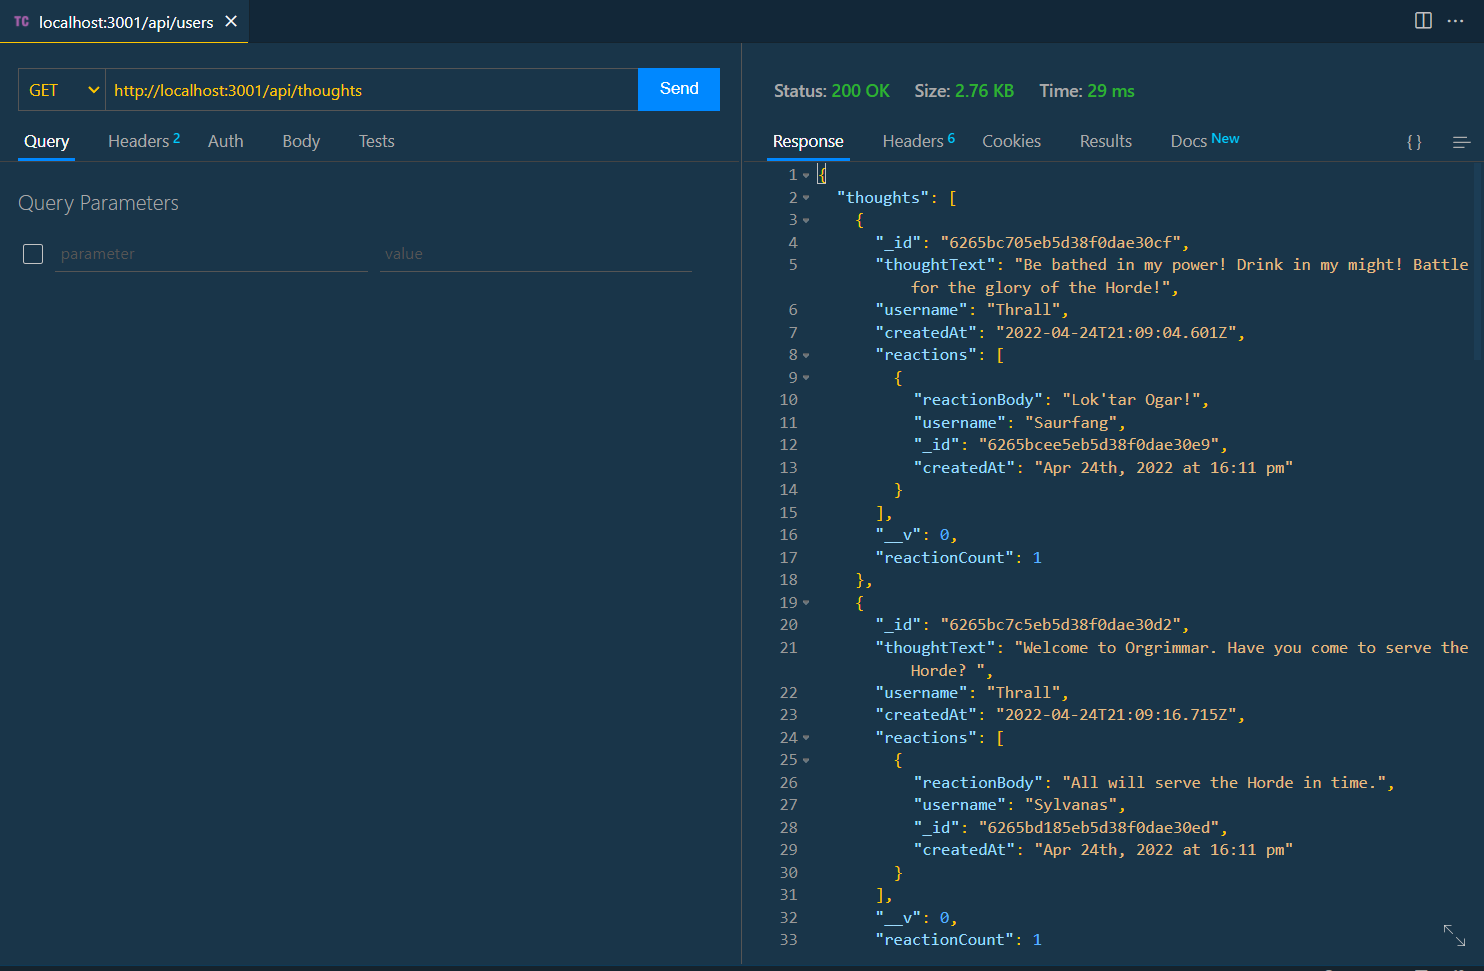 TC localhost:3001/api/users
GET http://localhost:3001/api/thoughts Send
Query Headers 2 Auth Body Tests
Query Parameters
parameter value
Status: 200 OK Size: 2.76 KB Time: 29 ms
Response Headers 6 Cookies Results Docs New {}
1 {
2 "thoughts": [
3 {
4 "_id": "6265bc705eb5d38f0dae30cf",
5 "thoughtText": "Be bathed in my power! Drink in my might! Battle
for the glory of the Horde!",
6 "username": "Thrall",
7 "createdAt": "2022-04-24T21:09:04.601Z",
8 "reactions": [
9 {
10 "reactionBody": "Lok'tar Ogar!",
11 "username": "Saurfang",
12 "_id": "6265bcee5eb5d38f0dae30e9",
13 "createdAt": "Apr 24th, 2022 at 16:11 pm"
14 }
15 ],
16 "__v": 0,
17 "reactionCount": 1
18 },
19 {
20 "_id": "6265bc7c5eb5d38f0dae30d2",
21 "thoughtText": "Welcome to Orgrimmar. Have you come to serve the
Horde? ",
22 "username": "Thrall",
23 "createdAt": "2022-04-24T21:09:16.715Z",
24 "reactions": [
25 {
26 "reactionBody": "All will serve the Horde in time.",
27 "username": "Sylvanas",
28 "_id": "6265bd185eb5d38f0dae30ed",
29 "createdAt": "Apr 24th, 2022 at 16:11 pm"
30 }
31 ],
32 "__v": 0,
33 "reactionCount": 1